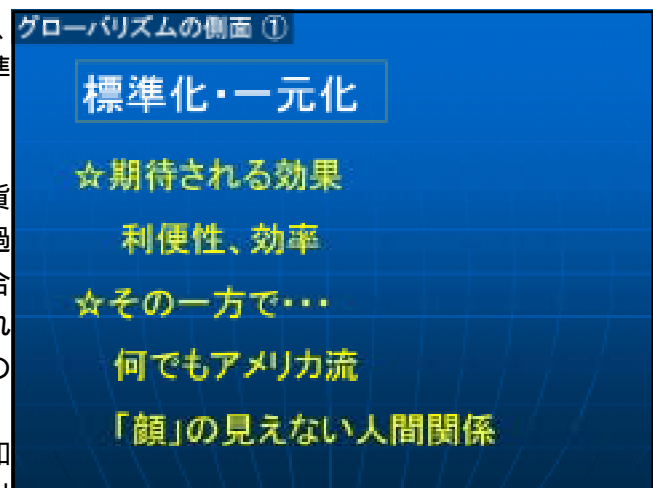 グローバリズムの側面 ①
標準化・一元化
☆期待される効果
利便性、効率
☆その一方で・・・
何でもアメリカ流
「顔」の見えない人間関係